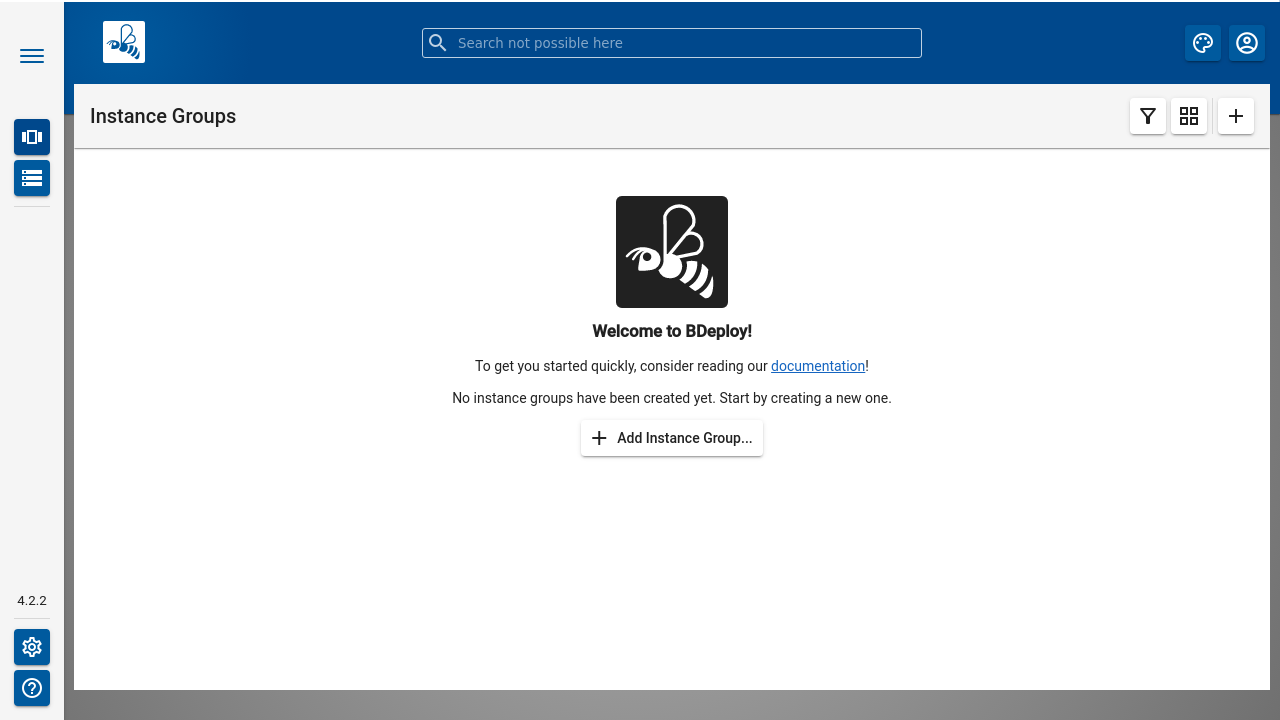 Search not possible here
Instance Groups
Welcome to BDeploy!
To get you started quickly, consider reading our documentation!
No instance groups have been created yet. Start by creating a new one.
Add Instance Group...
4.2.2